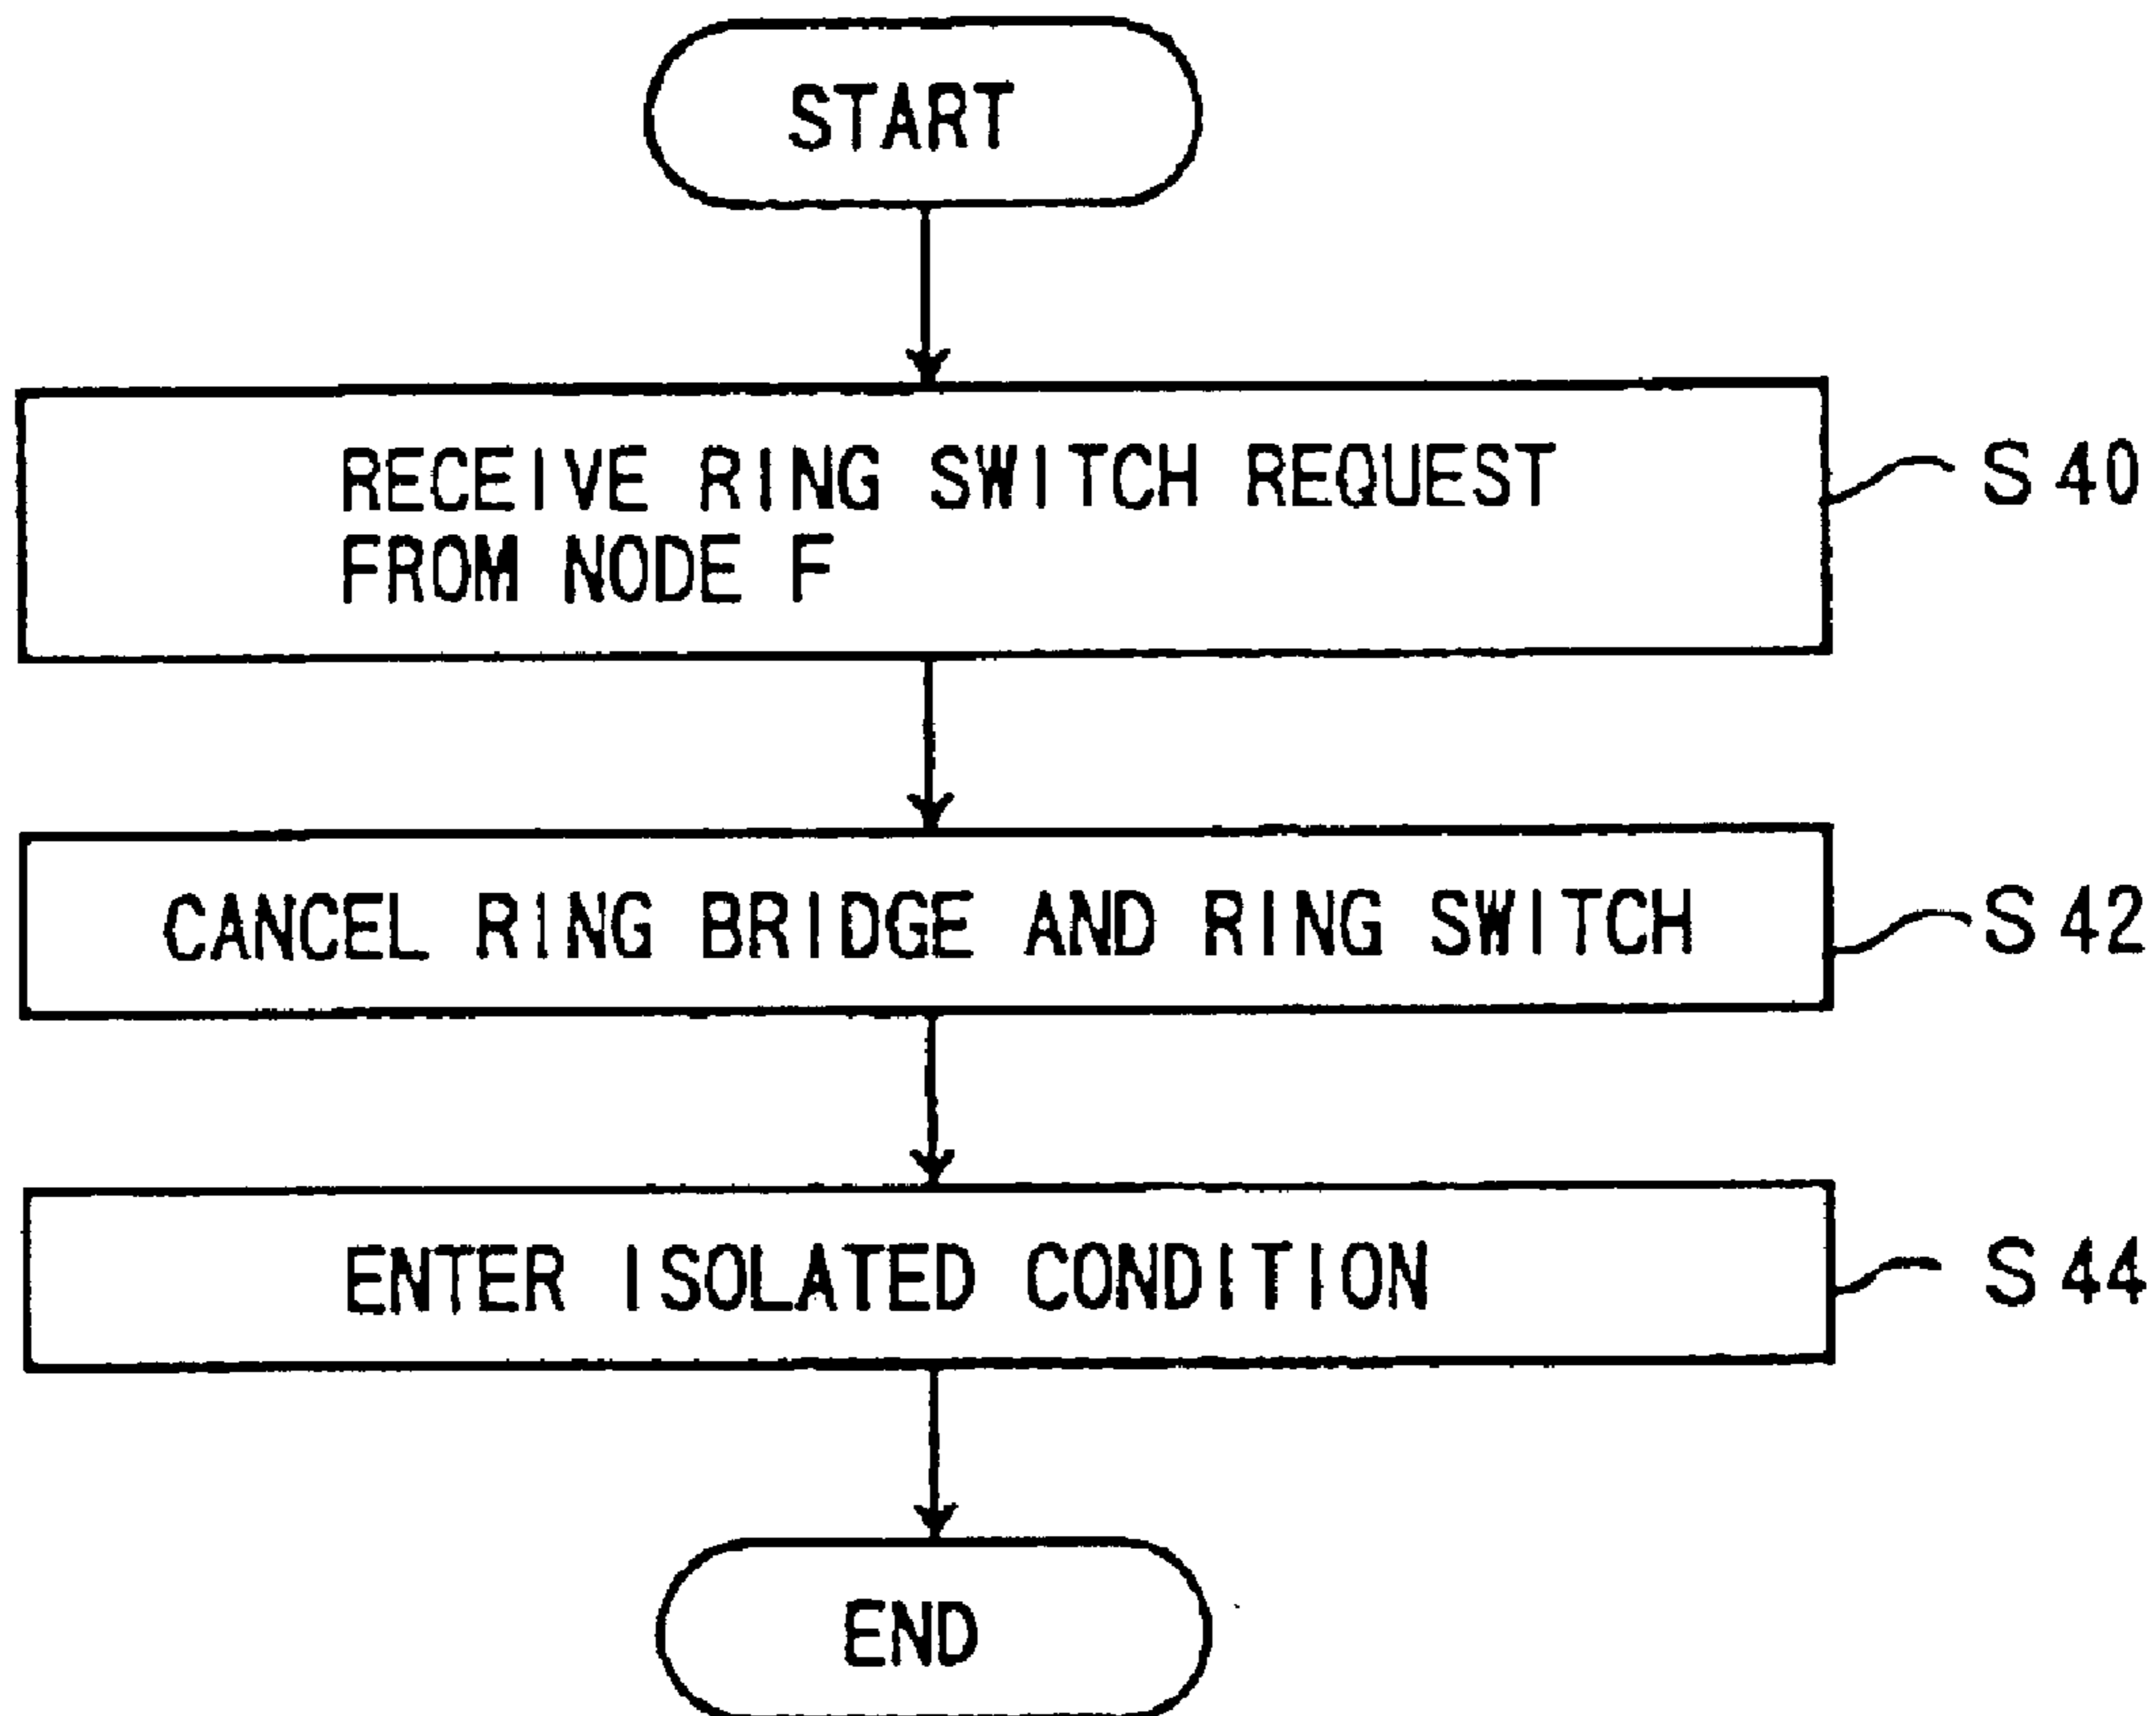 START
RECEIVE RING SWITCH REQUEST
FROM NODE F
S40
CANCEL RING BRIDGE AND RING SWITCH
S42
ENTER ISOLATED CONDITION
S44
END